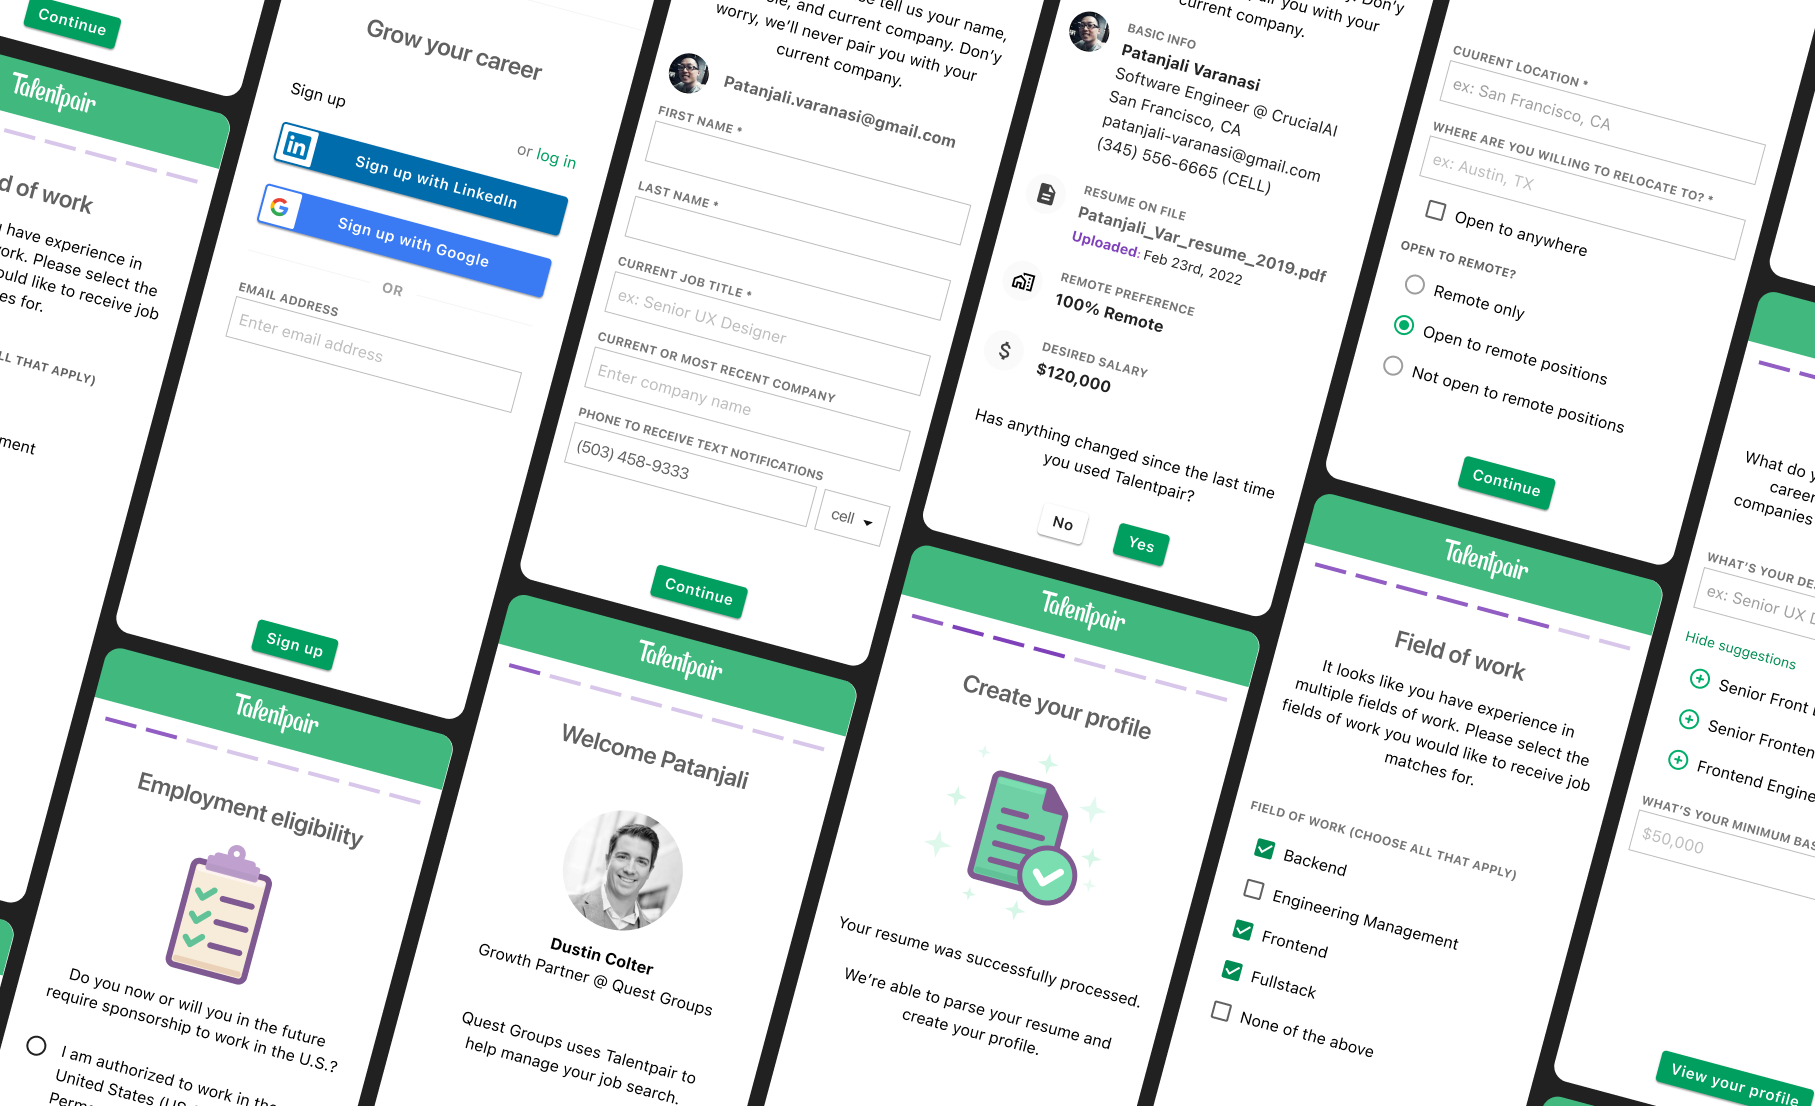 Continue
Talentpair
d of work
have experience in
ork. Please select the
ould like to receive job
es for.
LL THAT APPLY)
ment
Grow your career
Sign up
or log in
Sign up with LinkedIn
Sign up with Google
OR
EMAIL ADDRESS
Enter email address
Sign up
Talentpair
Employment eligibility
Do you now or will you in the future
require sponsorship to work in the U.S.?
I am authorized to work in the
United States (US
Perm
se tell us your name,
le, and current company. Don'y
worry, we'll never pair you with your
current company.
Patanjali.varanasi@gmail.com
FIRST NAME *
LAST NAME *
CURRENT JOB TITLE *
ex: Senior UX Designer
CURRENT OR MOST RECENT COMPANY
Enter company name
PHONE TO RECEIVE TEXT NOTIFICATIONS
(503) 458-9333
cell
Continue
Talentpair
Welcome Patanjali
Dustin Colter
Growth Partner @ Quest Groups
Quest Groups uses Talentpair to
help manage your job search.
pair you with your
current company.
BASIC INFO
Patanjali Varanasi
Software Engineer @ CrucialAI
San Francisco, CA
patanjali-varanasi@gmail.com
(345) 556-6665 (CELL)
RESUME ON FILE
Patanjali_Var_resume_2019.pdf
Uploaded: Feb 23rd, 2022
REMOTE PREFERENCE
100% Remote
DESIRED SALARY
$120,000
Has anything changed since the last time
you used Talentpair?
No
Yes
Talentpair
Create your profile
Your resume was successfully processed.
We're able to parse your resume and
create your profile.
CUURENT LOCATION *
ex: San Francisco, CA
WHERE ARE YOU WILLING TO RELOCATE TO? *
ex: Austin, TX
Open to anywhere
OPEN TO REMOTE?
Remote only
Open to remote positions
Not open to remote positions
Continue
Talentpair
Field of work
It looks like you have experience in
multiple fields of work. Please select the
fields of work you would like to receive job
matches for.
FIELD OF WORK (CHOOSE ALL THAT APPLY)
Backend
Engineering Management
Frontend
Fullstack
None of the above
What do y
career
companies
WHAT'S YOUR DE
ex: Senior UX D
Hide suggestions
Senior Front
Senior Fronten
Frontend Engine
WHAT'S YOUR MINIMUM BAS
$50,000
View your profile